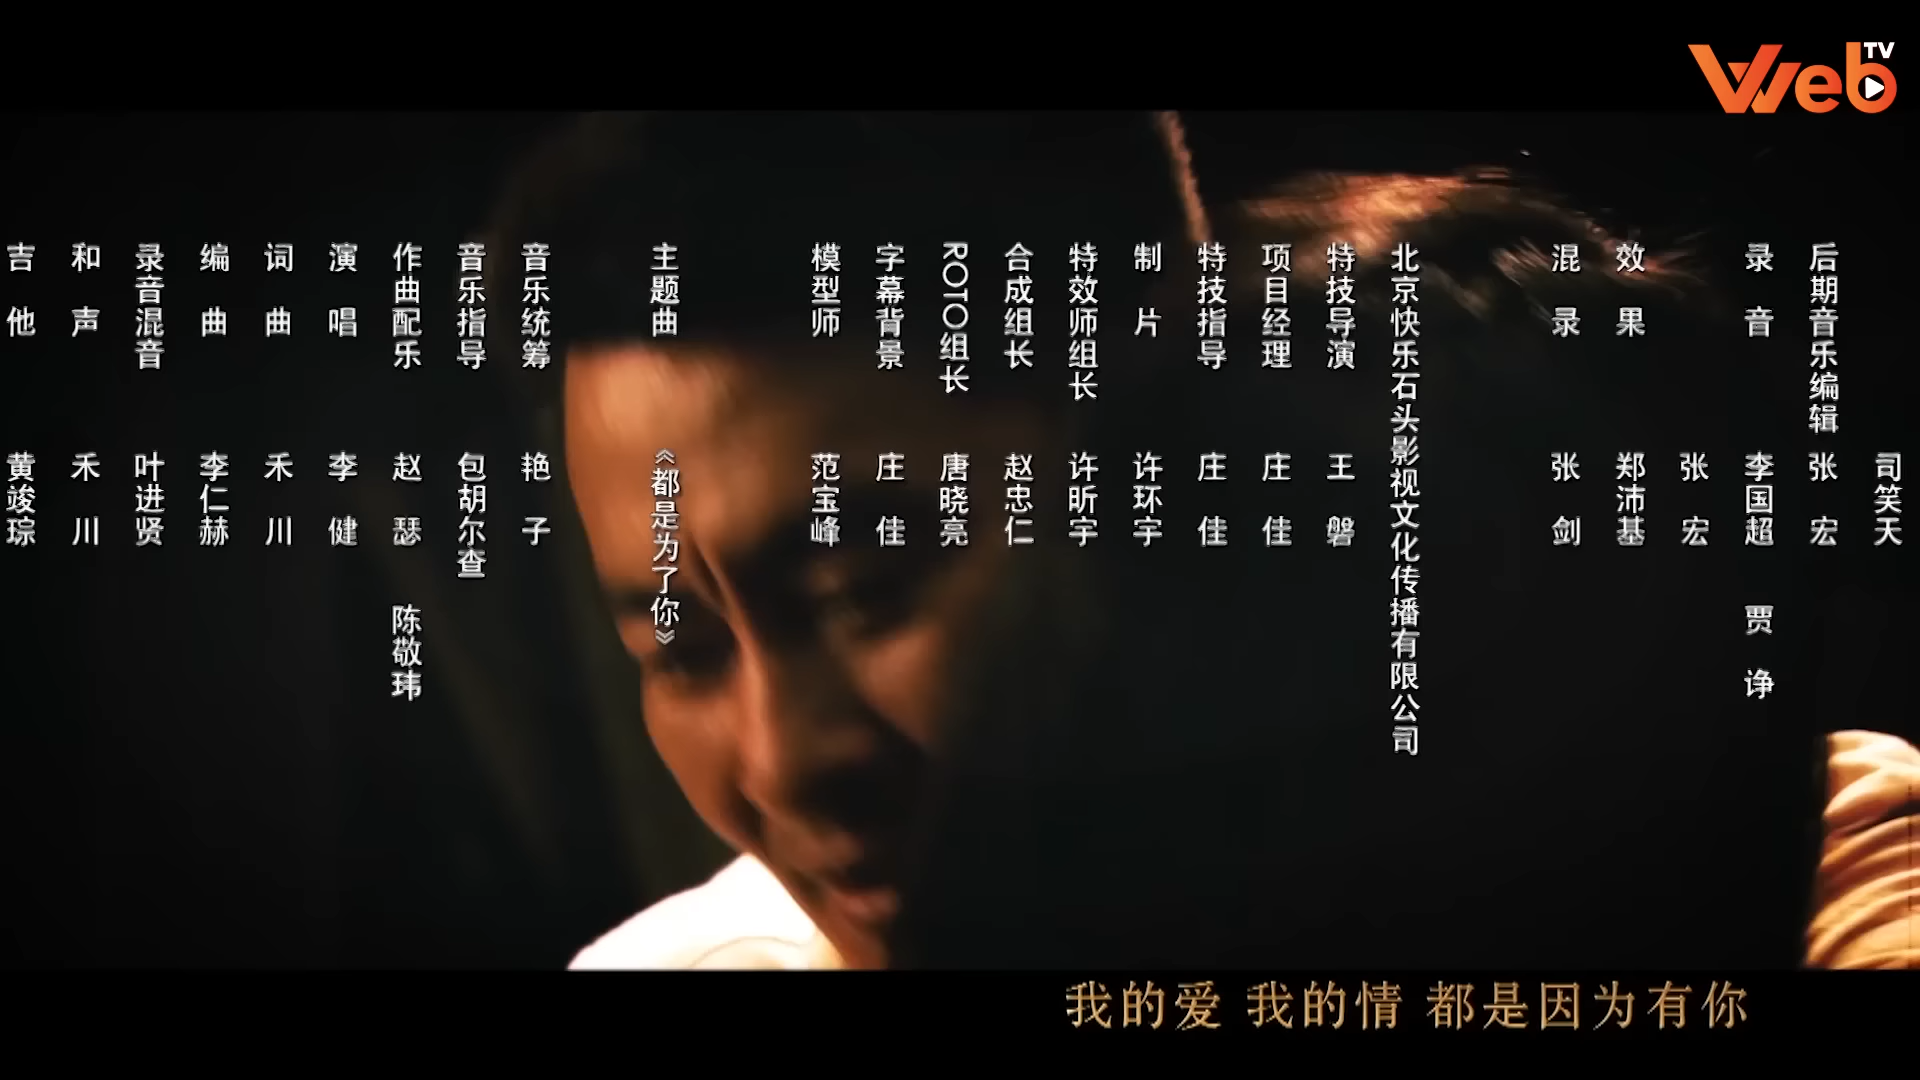 Web TV
司笑天
后期音乐编辑 张宏
录音 李国超 贾诤
张宏
效果 郑沛基
混录 张剑
北京快乐石头影视文化传播有限公司
特技导演 王磐
项目经理 庄佳
特技指导 庄佳
制片 许环宇
特效师组长 许昕宇
合成组长 赵忠仁
ROTO组长 唐晓亮
字幕背景 庄佳
模型师 范宝峰
主题曲 《都是为了你》
音乐统筹 艳子
音乐指导 包胡尔查
作曲配乐 赵瑟 陈敬玮
演唱 李健
词曲 禾川
编曲 李仁赫
录音混音 叶进贤
和声 禾川
吉他 黄竣琮
我的爱 我的情 都是因为有你